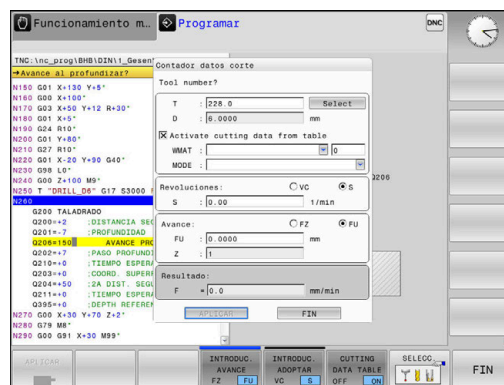 Funcionamiento m... Programar DNC
TNC:\nc_prog\BHB\DIN\1_Gesen
→Avance al profundizar?
N150 G01 X+130 Y+5*
N160 G00 X+100*
N170 G03 X+50 Y+12 R+30*
N180 G01 X+5*
N190 G24 R10*
N200 G01 Y+80*
N210 G27 R10*
N220 G01 X-20 Y+90 G40*
N230 G98 L0*
N240 G00 Z+100 M9*
N250 T "DRILL_D6" G17 S3000
N260
G200 TALADRADO
Q200=+2 ;DISTANCIA SEG
Q201=-7 ;PROFUNDIDAD
Q206=150 AVANCE PRO
Q202=+7 ;PASO PROFUND
Q210=+0 ;TIEMPO ESPERA
Q203=+0 ;COORD. SUPERF
Q204=+50 ;2A DIST. SEGU
Q211=+0 ;TIEMPO ESPERA
Q395=+0 ;DEPTH REFEREN
N270 G00 X+30 Y+70 Z+2*
N280 G79 M8*
N290 G00 G91 X+30 M99*
Contador datos corte
Tool number?
T : 228.0 Select
D : 6.0000 mm
Activate cutting data from table
WMAT : 0
MODE :
Revoluciones: VC S
S : 0.00 1/min
Avance: FZ FU
FU : 0.0000 mm
Z : 1
Resultado:
F = 0.0 mm/min
APLICAR FIN
Q206
APLICAR
INTRODUC. AVANCE FZ FU
INTRODUC. ADOPTAR VC S
CUTTING DATA TABLE OFF ON
SELECC.
FIN